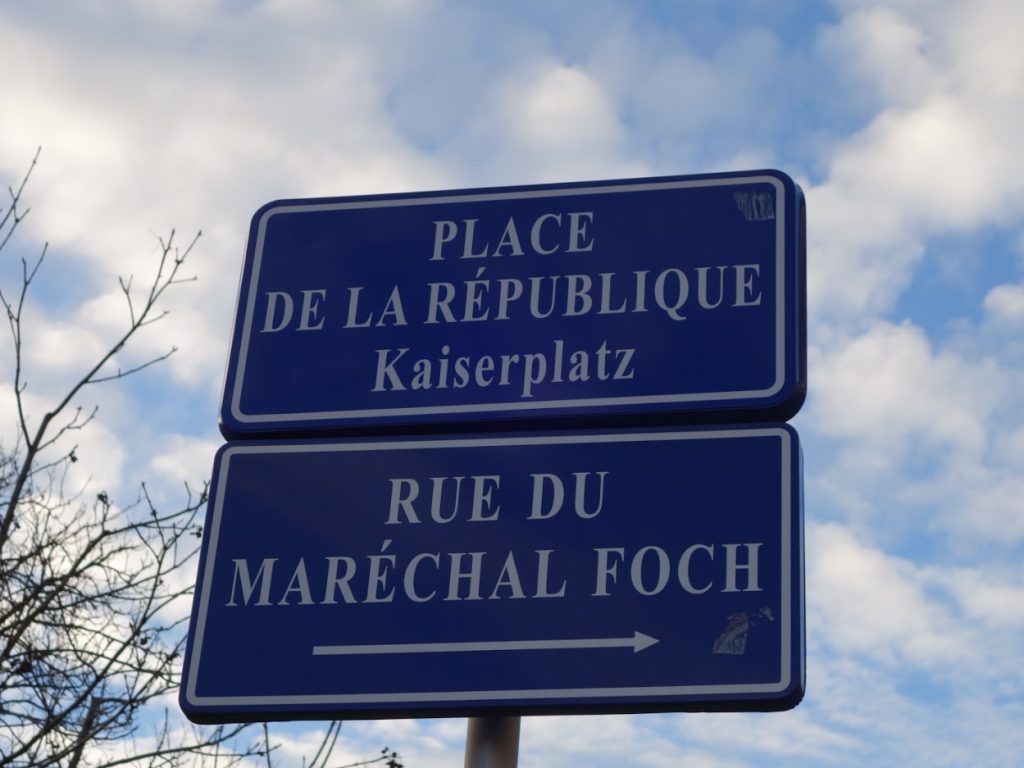 PLACE
DE LA RÉPUBLIQUE
Kaiserplatz
RUE DU
MARÉCHAL FOCH